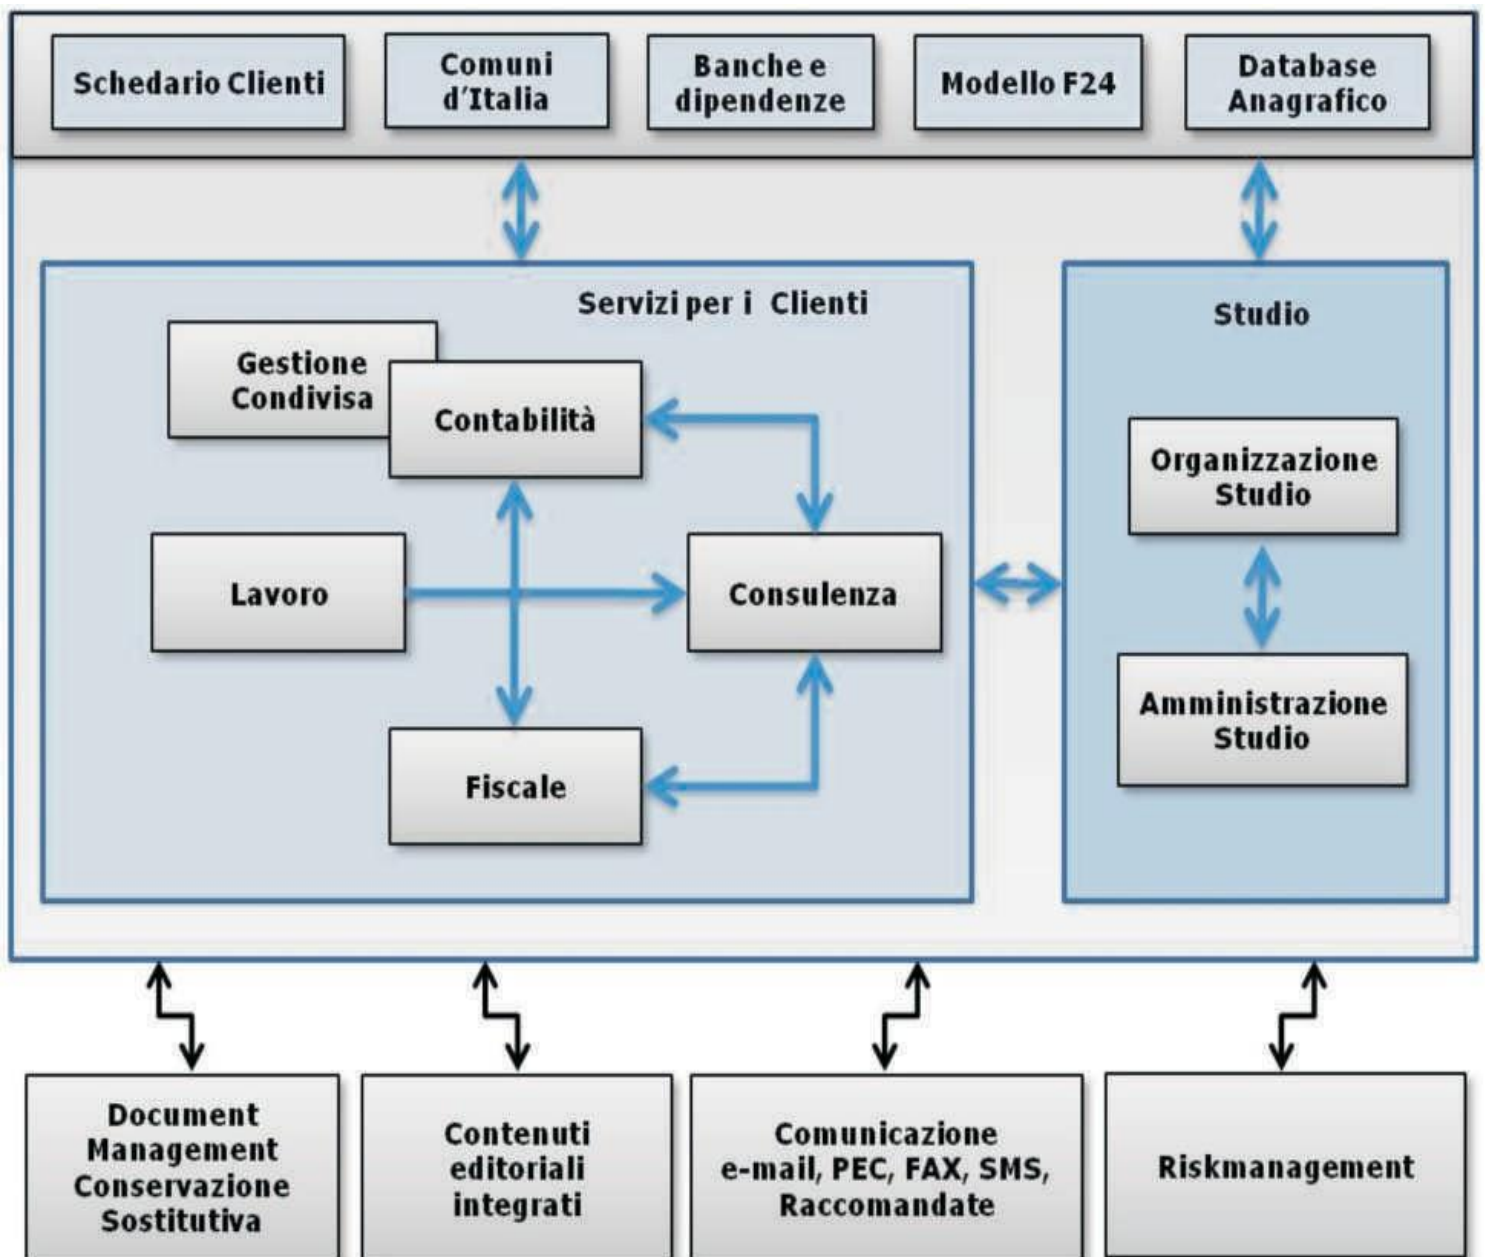 Schedario Clienti
Comuni
d'Italia
Banche e
dipendenze
Modello F24
Database
Anagrafico
Servizi per i Clienti
Studio
Gestione
Condivisa
Contabilità
Organizzazione
Studio
Lavoro
Consulenza
Amministrazione
Studio
Fiscale
Document
Management
Conservazione
Sostitutiva
Contenuti
editoriali
integrati
Comunicazione
e-mail, PEC, FAX, SMS,
Raccomandate
Riskmanagement